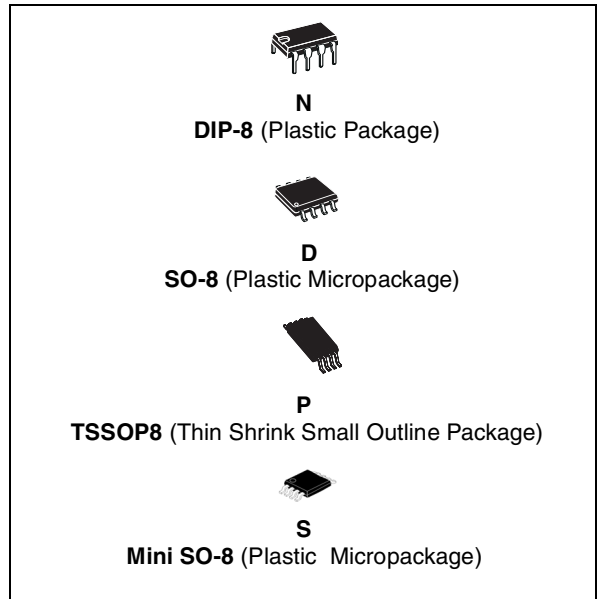 N
DIP-8 (Plastic Package)
D
SO-8 (Plastic Micropackage)
P
TSSOP8 (Thin Shrink Small Outline Package)
S
Mini SO-8 (Plastic Micropackage)